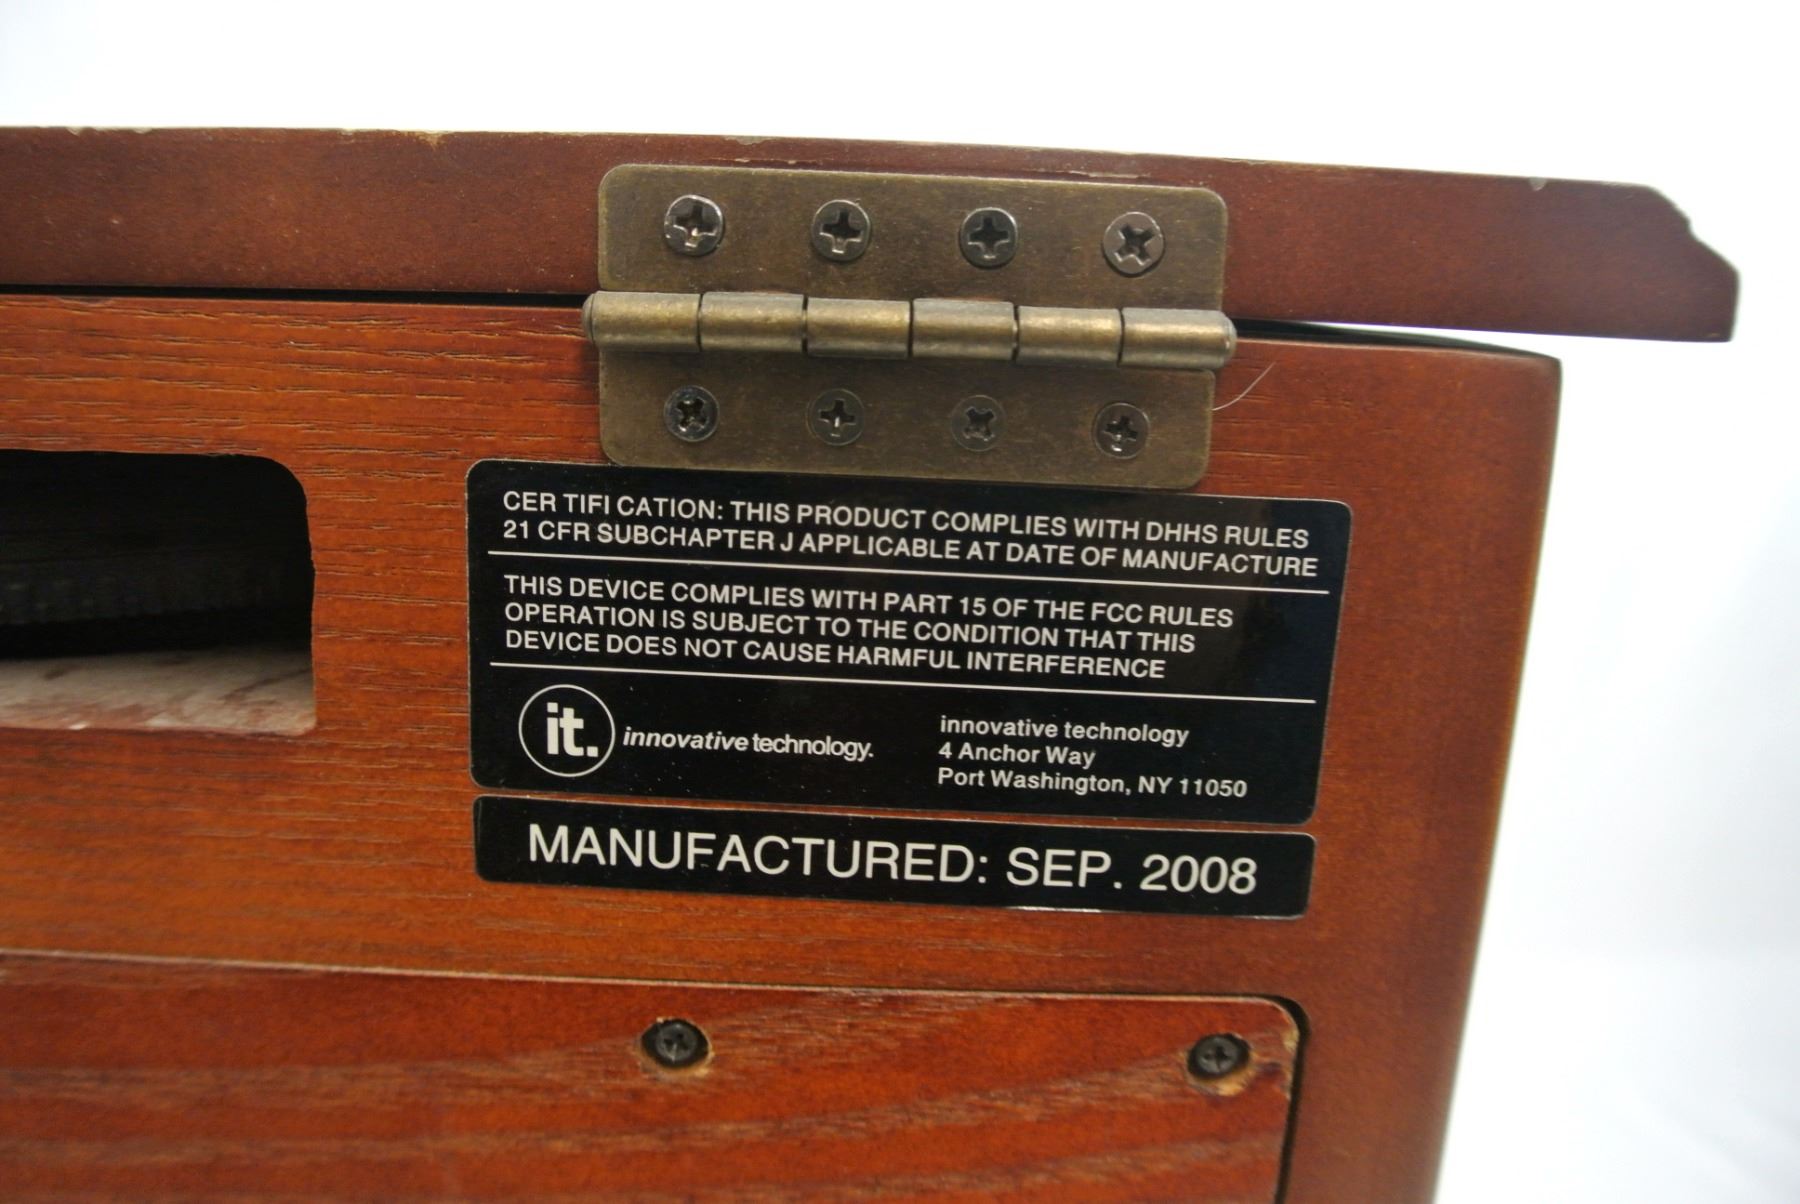 CER TIFI CATION: THIS PRODUCT COMPLIES WITH DHHS RULES
21 CFR SUBCHAPTER J APPLICABLE AT DATE OF MANUFACTURE
THIS DEVICE COMPLIES WITH PART 15 OF THE FCC RULES
OPERATION IS SUBJECT TO THE CONDITION THAT THIS
DEVICE DOES NOT CAUSE HARMFUL INTERFERENCE
it. innovative technology.
innovative technology
4 Anchor Way
Port Washington, NY 11050
MANUFACTURED: SEP. 2008